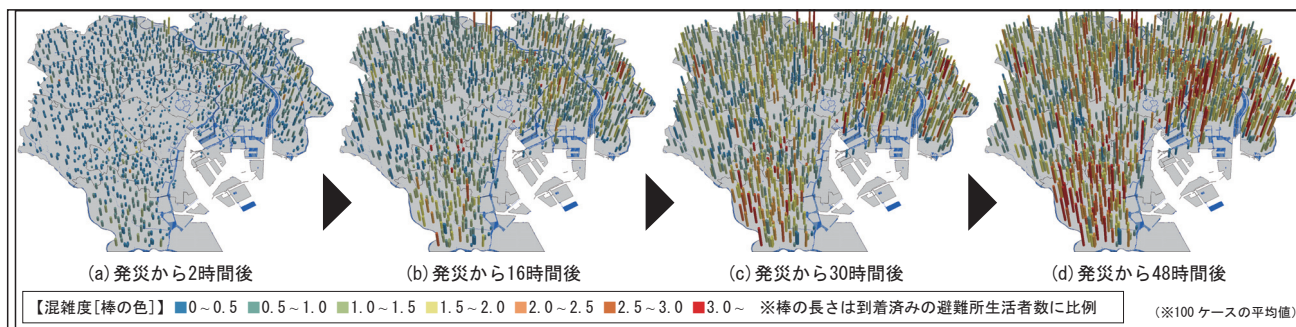 (a) 発災から2時間後
(b) 発災から16時間後
(c) 発災から30時間後
(d) 発災から48時間後
【混雑度[棒の色]】 0~0.5 0.5~1.0 1.0~1.5 1.5~2.0 2.0~2.5 2.5~3.0 3.0~ ※棒の長さは到着済みの避難所生活者数に比例
(※100 ケースの平均値)